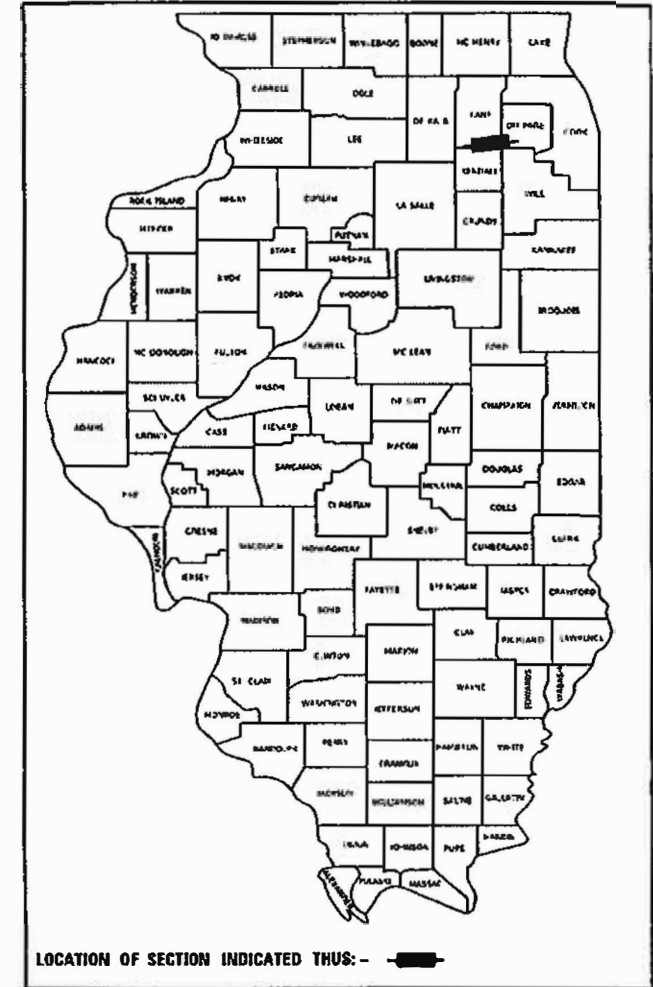 STEPHENSON
BOONE
MC HENRY
LAKE
CARROLL
OGLE
DE KALB
KANE
DU PAGE
COOK
WHITESIDE
LEE
KENDALL
WILL
ROCK ISLAND
HENRY
LA SALLE
GRUNDY
MERCER
PUTNAM
KANKAKEE
STARK
MARSHALL
LIVINGSTON
HENDERSON
WARREN
KNOX
PEORIA
WOODFORD
IROQUOIS
HANCOCK
MC DONOUGH
FULTON
TAZEWELL
MC LEAN
FORD
MASON
SCHUYLER
LOGAN
DE WITT
CHAMPAIGN
VERMILION
ADAMS
BROWN
CASS
MENARD
PIATT
MACON
MORGAN
SANGAMON
DOUGLAS
EDGAR
PIKE
SCOTT
MOULTRIE
CHRISTIAN
COLES
GREENE
SHELBY
CLARK
CALHOUN
MONTGOMERY
CUMBERLAND
JERSEY
FAYETTE
EFFINGHAM
JASPER
CRAWFORD
MADISON
BOND
CLAY
RICHLAND
LAWRENCE
CLINTON
MARION
ST. CLAIR
WAYNE
EDWARDS
WABASH
WASHINGTON
JEFFERSON
MONROE
RANDOLPH
PERRY
HAMILTON
WHITE
FRANKLIN
JACKSON
WILLIAMSON
SALINE
GALLATIN
UNION
JOHNSON
POPE
HARDIN
ALEXANDER
PULASKI
MASSAC
LOCATION OF SECTION INDICATED THUS:-